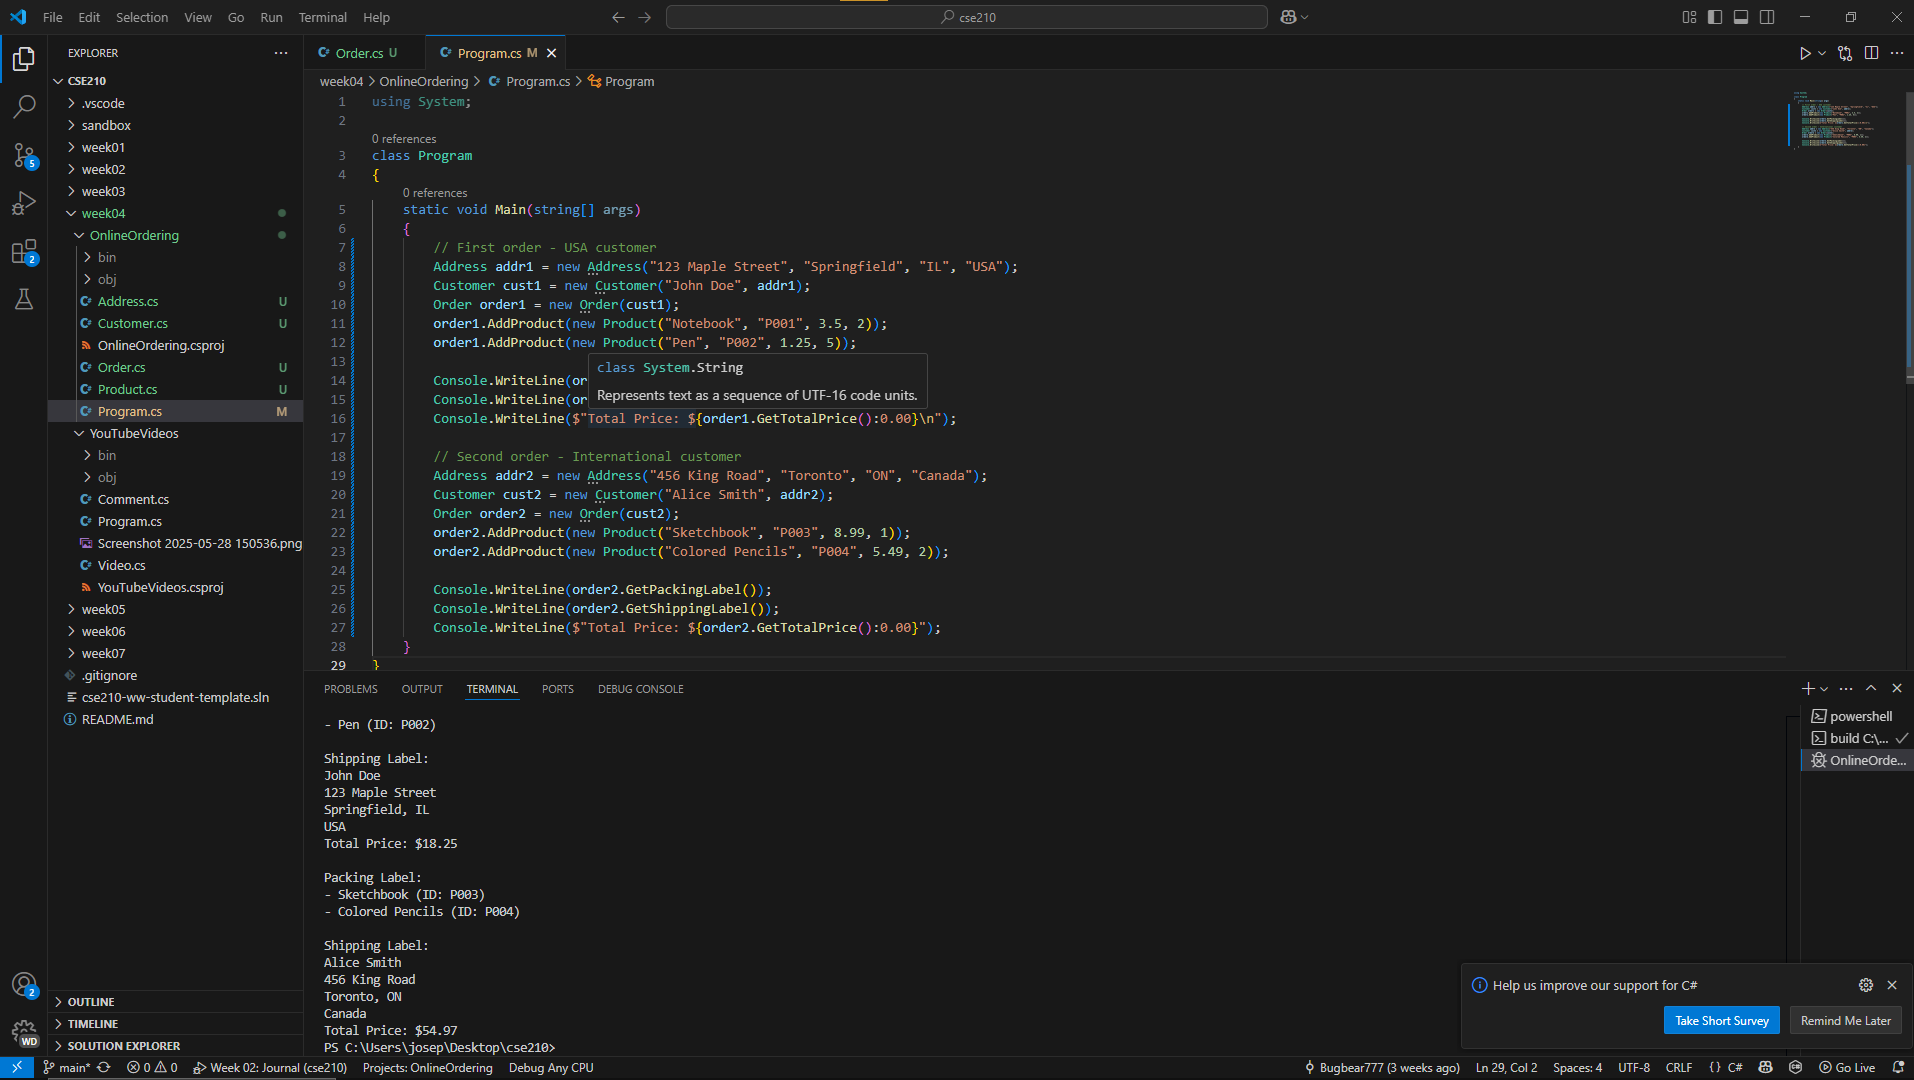 File Edit Selection View Go Run Terminal Help
cse210
EXPLORER
CSE210
.vscode
sandbox
week01
week02
week03
week04
OnlineOrdering
bin
obj
Address.cs U
Customer.cs U
OnlineOrdering.csproj
Order.cs U
Product.cs U
Program.cs M
YouTubeVideos
bin
obj
Comment.cs
Program.cs
Screenshot 2025-05-28 150536.png
Video.cs
YouTubeVideos.csproj
week05
week06
week07
.gitignore
cse210-ww-student-template.sln
README.md
OUTLINE
TIMELINE
SOLUTION EXPLORER
5
2
2
WD
Order.cs U
Program.cs M
week04 > OnlineOrdering > Program.cs > Program
1 using System;
2
0 references
3 class Program
4 {
0 references
5 static void Main(string[] args)
6 {
7 // First order - USA customer
8 Address addr1 = new Address("123 Maple Street", "Springfield", "IL", "USA");
9 Customer cust1 = new Customer("John Doe", addr1);
10 Order order1 = new Order(cust1);
11 order1.AddProduct(new Product("Notebook", "P001", 3.5, 2));
12 order1.AddProduct(new Product("Pen", "P002", 1.25, 5));
13
class System.String
Represents text as a sequence of UTF-16 code units.
14 Console.WriteLine(or
15 Console.WriteLine(or
16 Console.WriteLine($"Total Price: ${order1.GetTotalPrice():0.00}\n");
17
18 // Second order - International customer
19 Address addr2 = new Address("456 King Road", "Toronto", "ON", "Canada");
20 Customer cust2 = new Customer("Alice Smith", addr2);
21 Order order2 = new Order(cust2);
22 order2.AddProduct(new Product("Sketchbook", "P003", 8.99, 1));
23 order2.AddProduct(new Product("Colored Pencils", "P004", 5.49, 2));
24
25 Console.WriteLine(order2.GetPackingLabel());
26 Console.WriteLine(order2.GetShippingLabel());
27 Console.WriteLine($"Total Price: ${order2.GetTotalPrice():0.00}");
28 }
29 }
PROBLEMS OUTPUT TERMINAL PORTS DEBUG CONSOLE
- Pen (ID: P002)
Shipping Label:
John Doe
123 Maple Street
Springfield, IL
USA
Total Price: $18.25
Packing Label:
- Sketchbook (ID: P003)
- Colored Pencils (ID: P004)
Shipping Label:
Alice Smith
456 King Road
Toronto, ON
Canada
Total Price: $54.97
PS C:\Users\josep\Desktop\cse210>
powershell
build C:\...
OnlineOrde...
Help us improve our support for C#
Take Short Survey
Remind Me Later
main* 0 0 Week 02: Journal (cse210) Projects: OnlineOrdering Debug Any CPU
Bugbear777 (3 weeks ago) Ln 29, Col 2 Spaces: 4 UTF-8 CRLF {} C# Go Live